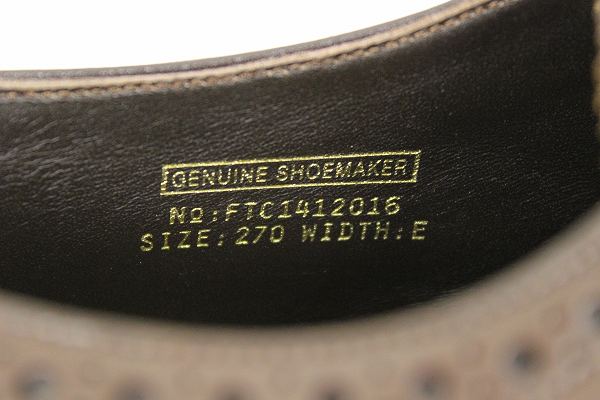 GENUINE SHOEMAKER
NO:FTC1412016
SIZE:270 WIDTH:E